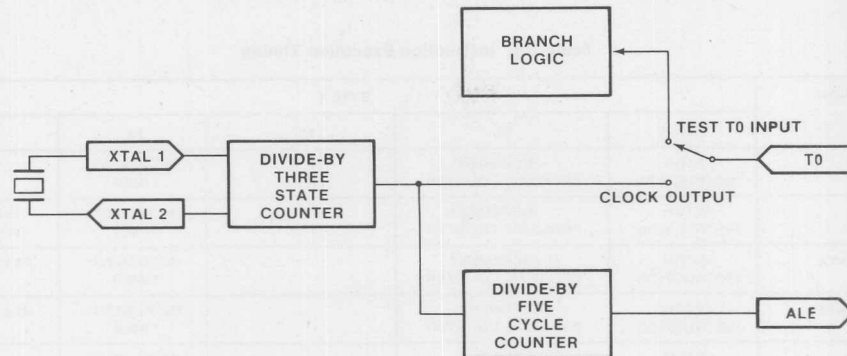 BRANCH
LOGIC
TEST T0 INPUT
XTAL 1
DIVIDE-BY
THREE
STATE
COUNTER
T0
XTAL 2
CLOCK OUTPUT
DIVIDE-BY
FIVE
CYCLE
COUNTER
ALE